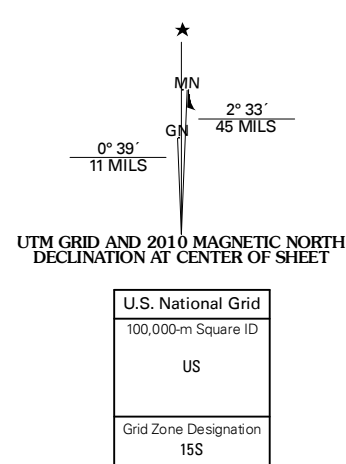 ★
MN
2° 33´
45 MILS
GN
0° 39´
11 MILS
UTM GRID AND 2010 MAGNETIC NORTH
DECLINATION AT CENTER OF SHEET
U.S. National Grid
100,000-m Square ID
US
Grid Zone Designation
15S